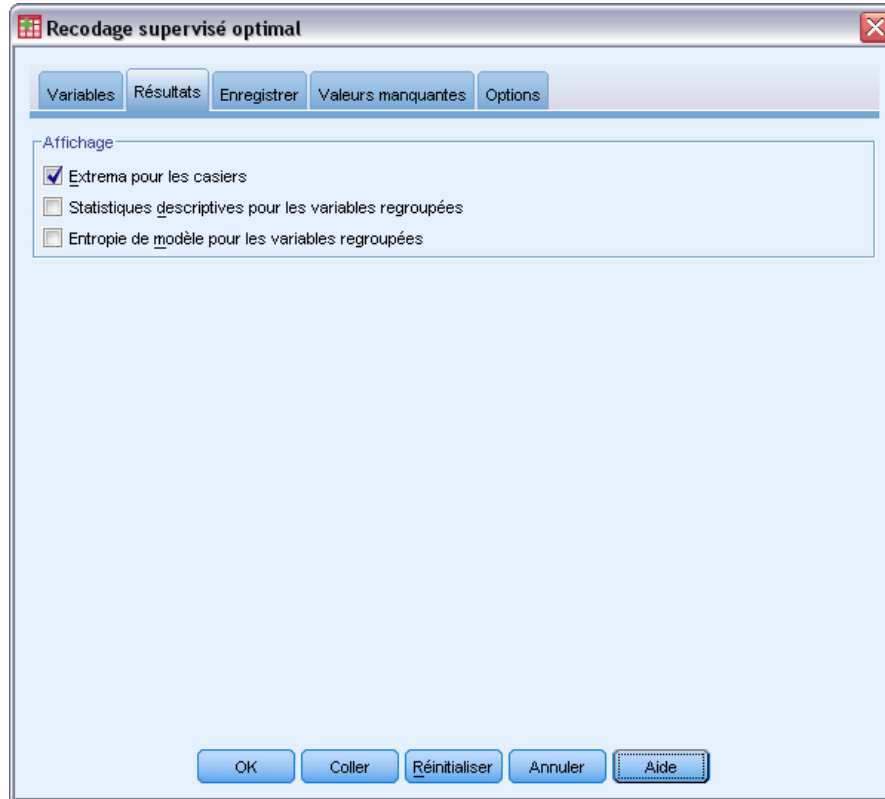 Recodage supervisé optimal
Variables Résultats Enregistrer Valeurs manquantes Options
Affichage
Extrema pour les casiers
Statistiques descriptives pour les variables regroupées
Entropie de modèle pour les variables regroupées
OK Coller Réinitialiser Annuler Aide